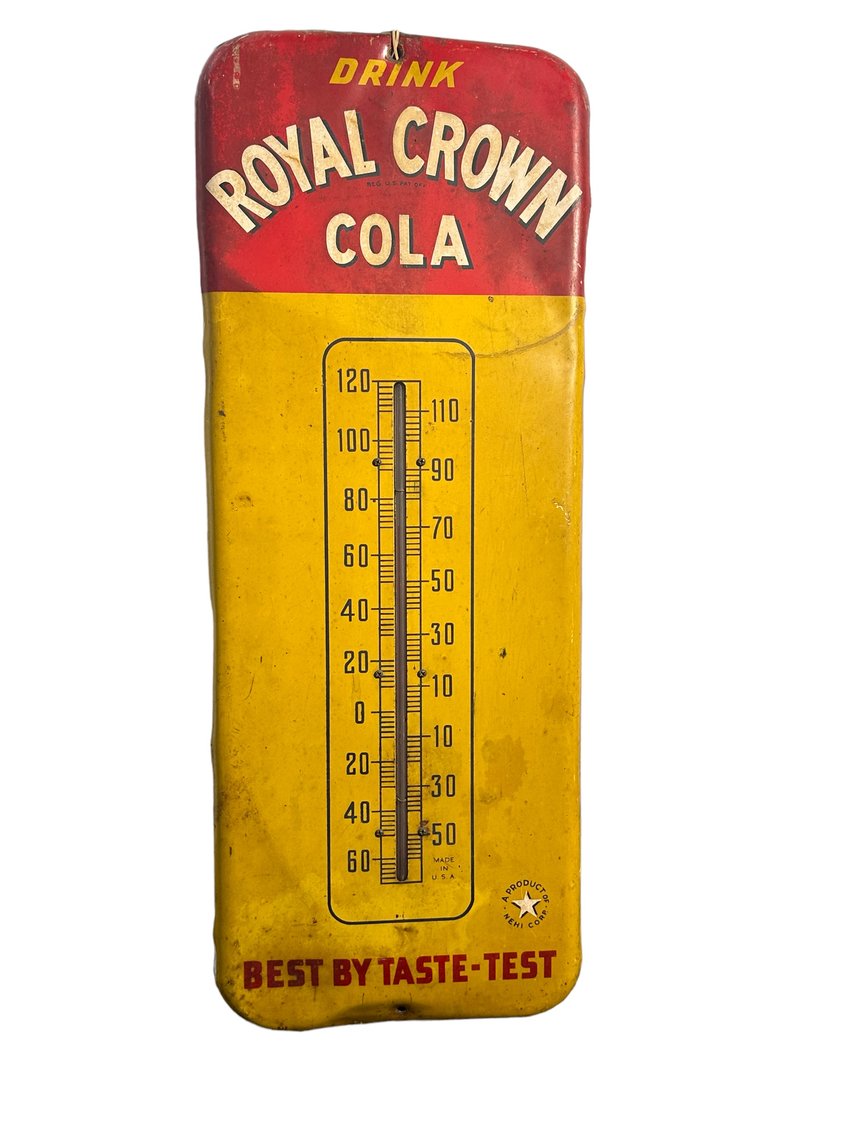 DRINK
ROYAL CROWN
REG. U.S. PAT. OFF.
COLA
120
110
100
90
80
70
60
50
40
30
20
10
0
10
20
30
40
50
60
MADE
IN
U S A
A PRODUCT OF
NEHI CORP.
BEST BY TASTE-TEST